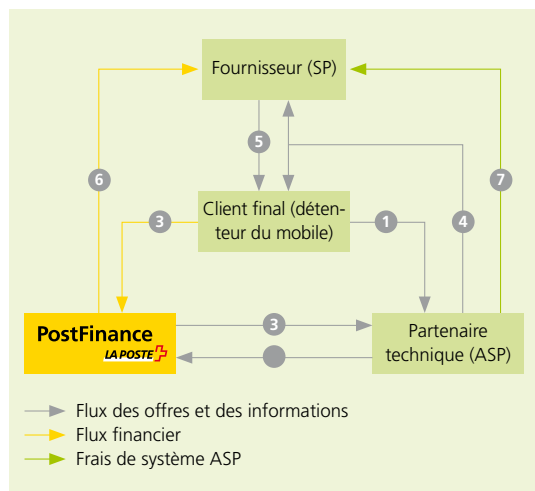 Fournisseur (SP)
5
6
7
Client final (déten-
teur du mobile)
3
1
4
PostFinance
LA POSTE
3
Partenaire
technique (ASP)
Flux des offres et des informations
Flux financier
Frais de système ASP